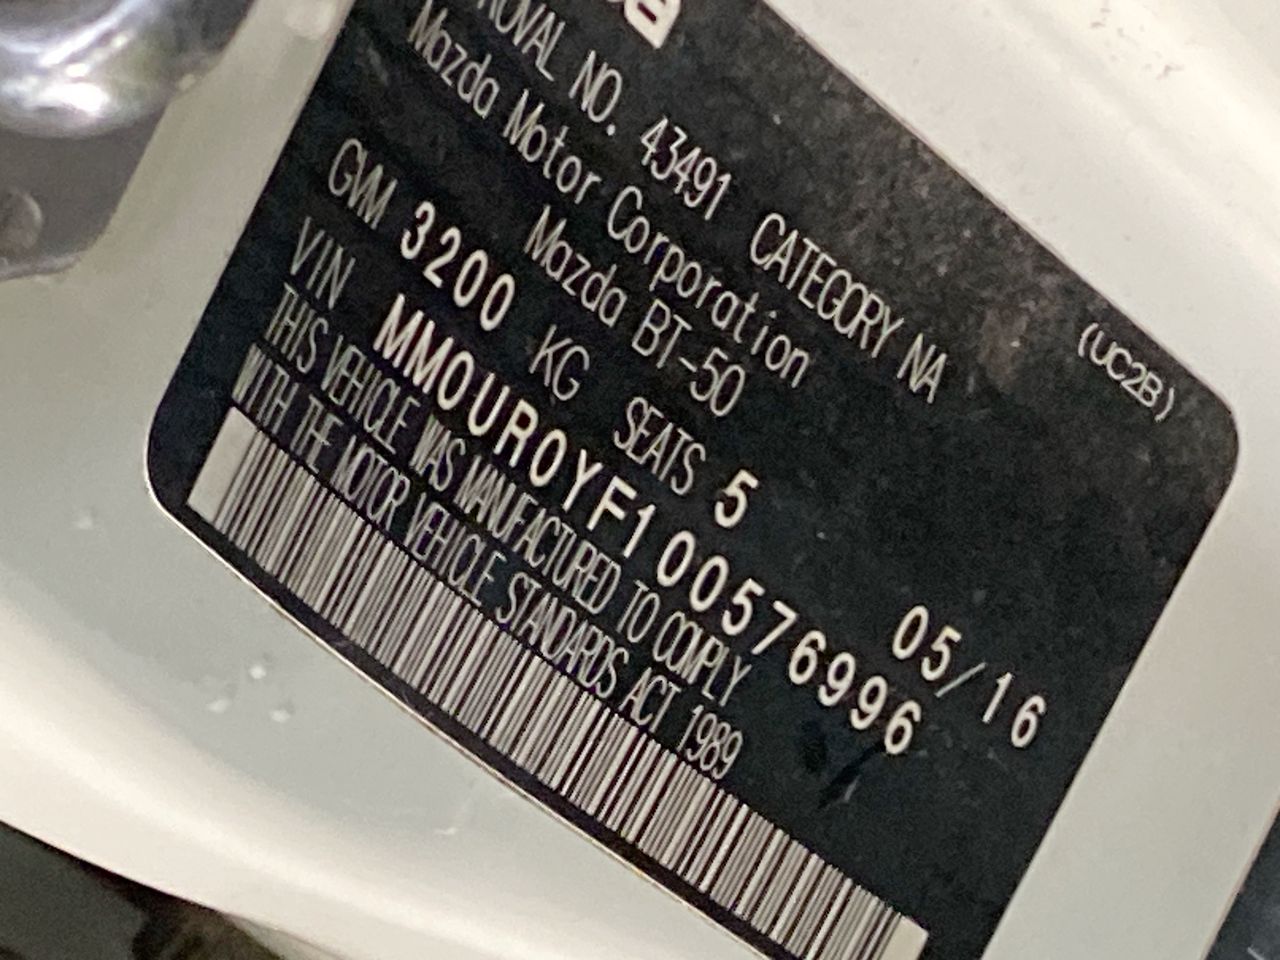 ROVAL NO. 43491 CATEGORY NA (UC2B)
Mazda Motor Corporation
Mazda BT-50
GVM 3200 KG SEATS 5 05/16
VIN MM0UR0YF100576996
THIS VEHICLE WAS MANUFACTURED TO COMPLY
WITH THE MOTOR VEHICLE STANDARDS ACT 1989